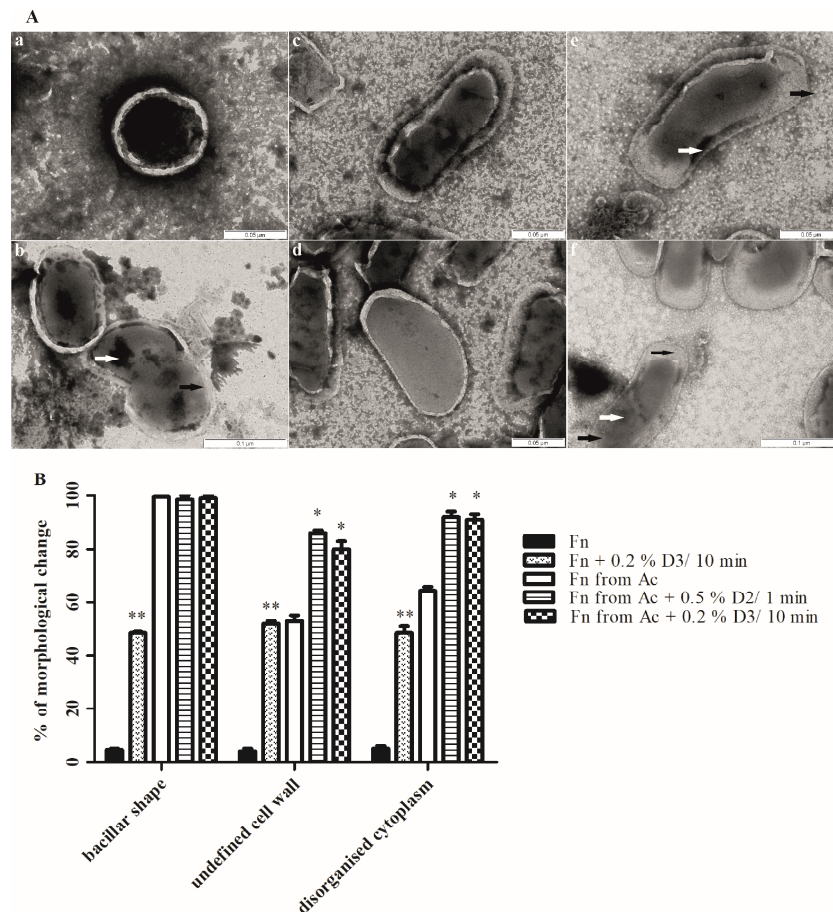 A
a
c
e
0.05 µm
0.05 µm
0.05 µm
b
d
f
0.1 µm
0.05 µm
0.1 µm
B
% of morphological change
100
80
60
40
20
0
**
**
*
*
**
*
*
bacillar shape
undefined cell wall
disorganised cytoplasm
Fn
Fn + 0.2 % D3/ 10 min
Fn from Ac
Fn from Ac + 0.5 % D2/ 1 min
Fn from Ac + 0.2 % D3/ 10 min